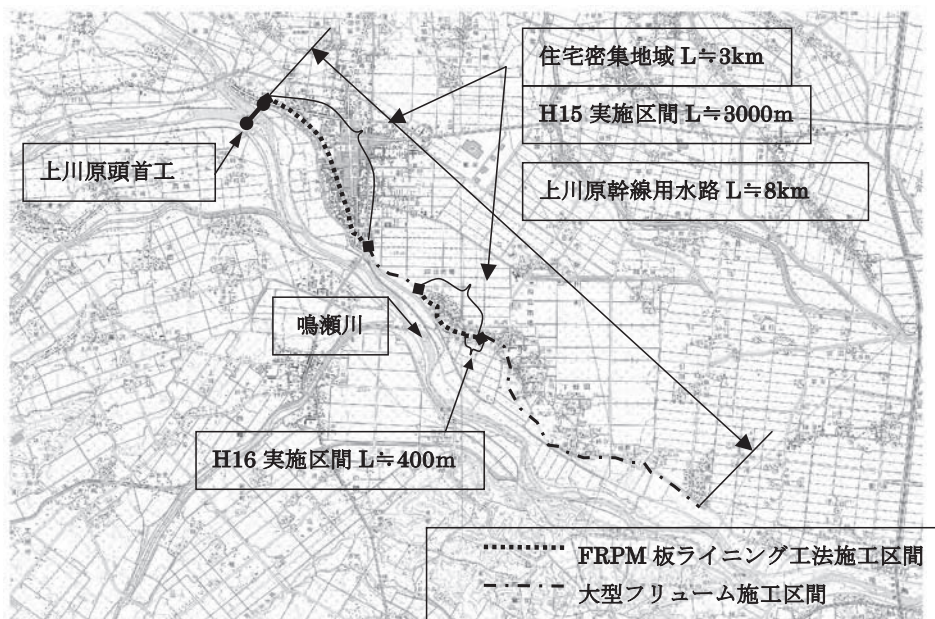 住宅密集地域 L≒3km
H15 実施区間 L≒3000m
上川原頭首工
上川原幹線用水路 L≒8km
鳴瀬川
H16 実施区間 L≒400m
FRPM 板ライニング工法施工区間
大型フリューム施工区間